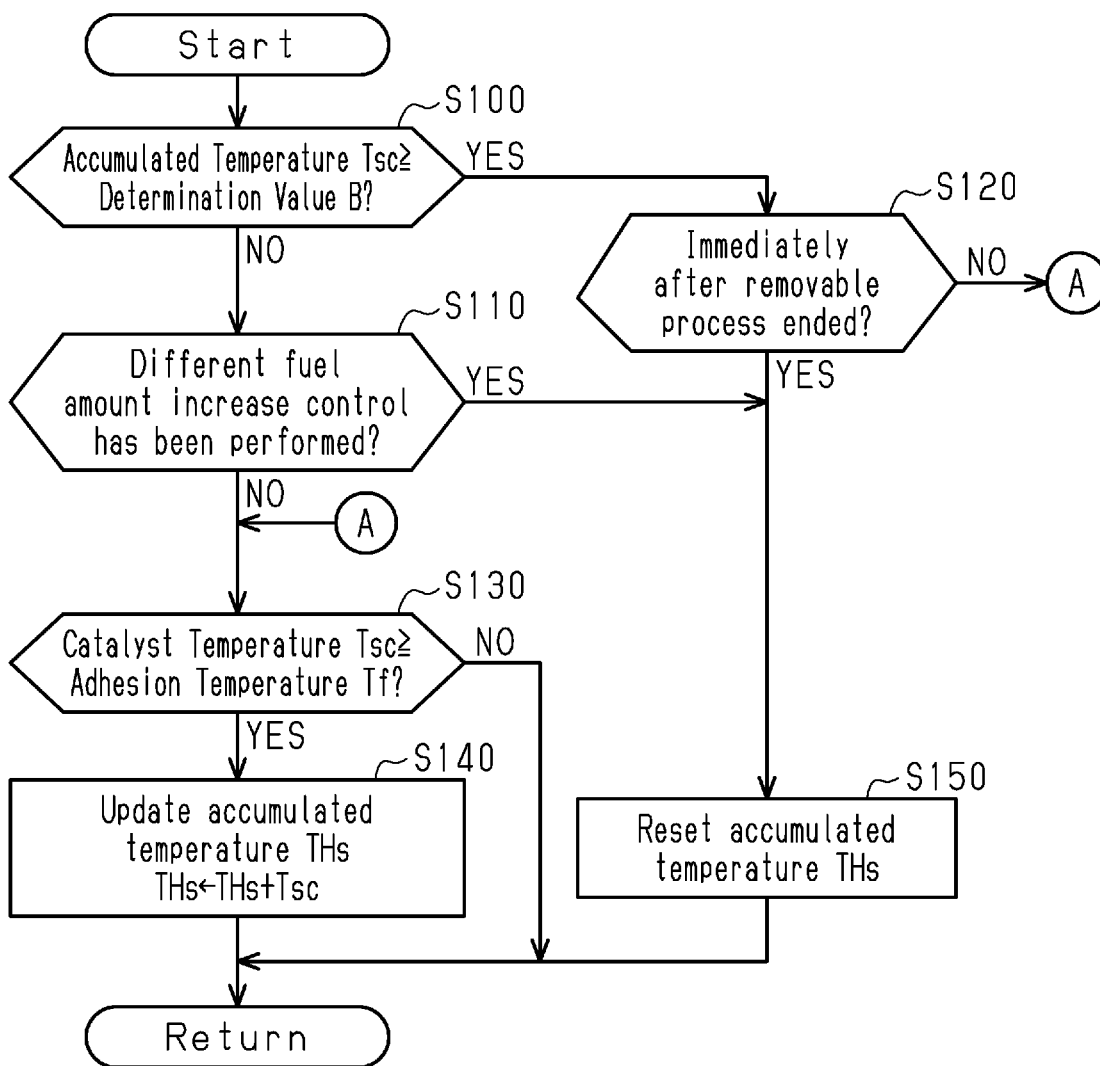 Start
S100
Accumulated Temperature Tsc≧
Determination Value B?
YES
NO
S120
Immediately
after removable
process ended?
NO
A
YES
S110
Different fuel
amount increase control
has been performed?
YES
NO
A
S130
Catalyst Temperature Tsc≧
Adhesion Temperature Tf?
NO
YES
S140
Update accumulated
temperature THs
THs←THs+Tsc
S150
Reset accumulated
temperature THs
Return